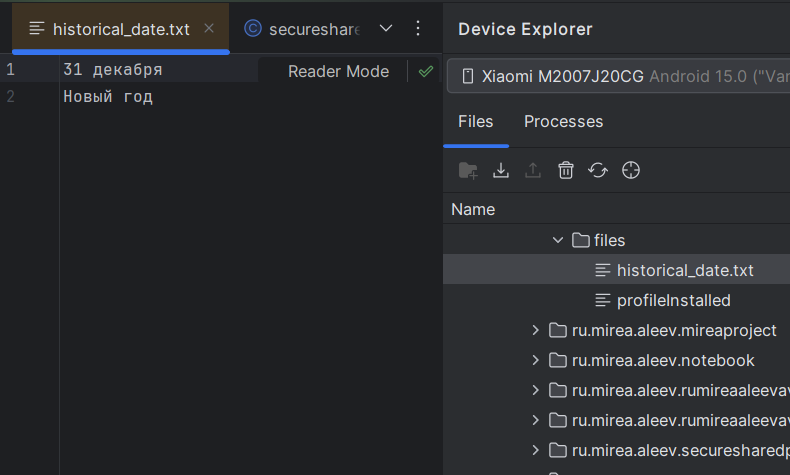 historical_date.txt
secureshare
1 31 декабря
Reader Mode
2 Новый год
Device Explorer
Xiaomi M2007J20CG Android 15.0 ("Var
Files Processes
Name
files
historical_date.txt
profileInstalled
ru.mirea.aleev.mireaproject
ru.mirea.aleev.notebook
ru.mirea.aleev.rumireaaleevav
ru.mirea.aleev.rumireaaleevav
ru.mirea.aleev.securesharedp